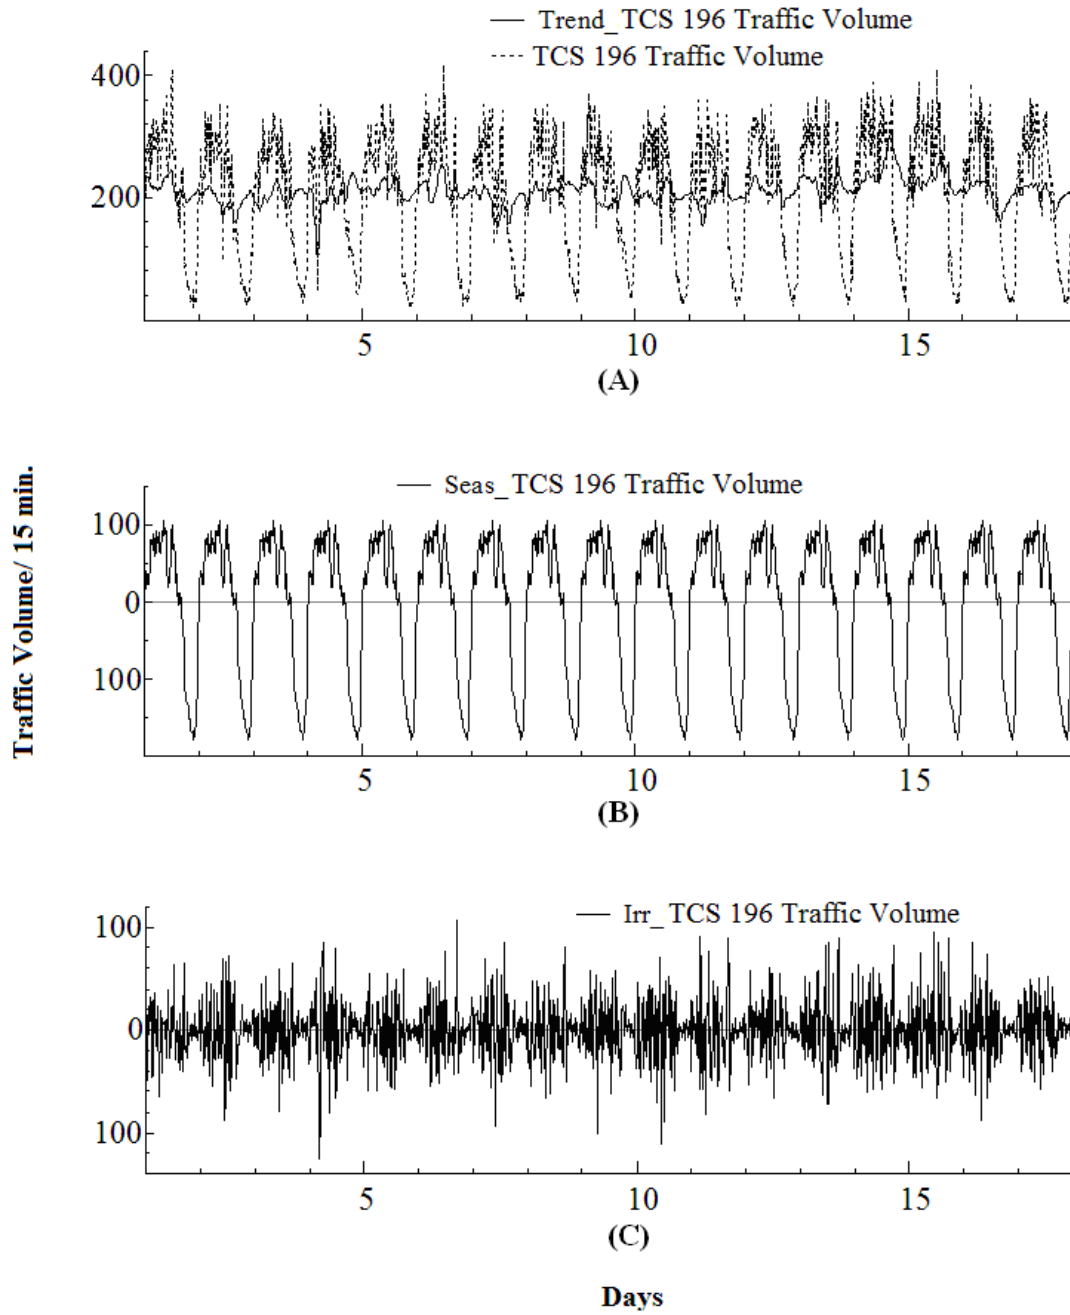 Trend_TCS 196 Traffic Volume
TCS 196 Traffic Volume
400
200
5 10 15
(A)
Traffic Volume/ 15 min.
Seas_TCS 196 Traffic Volume
100
0
100
5 10 15
(B)
Irr_TCS 196 Traffic Volume
100
0
100
5 10 15
(C)
Days